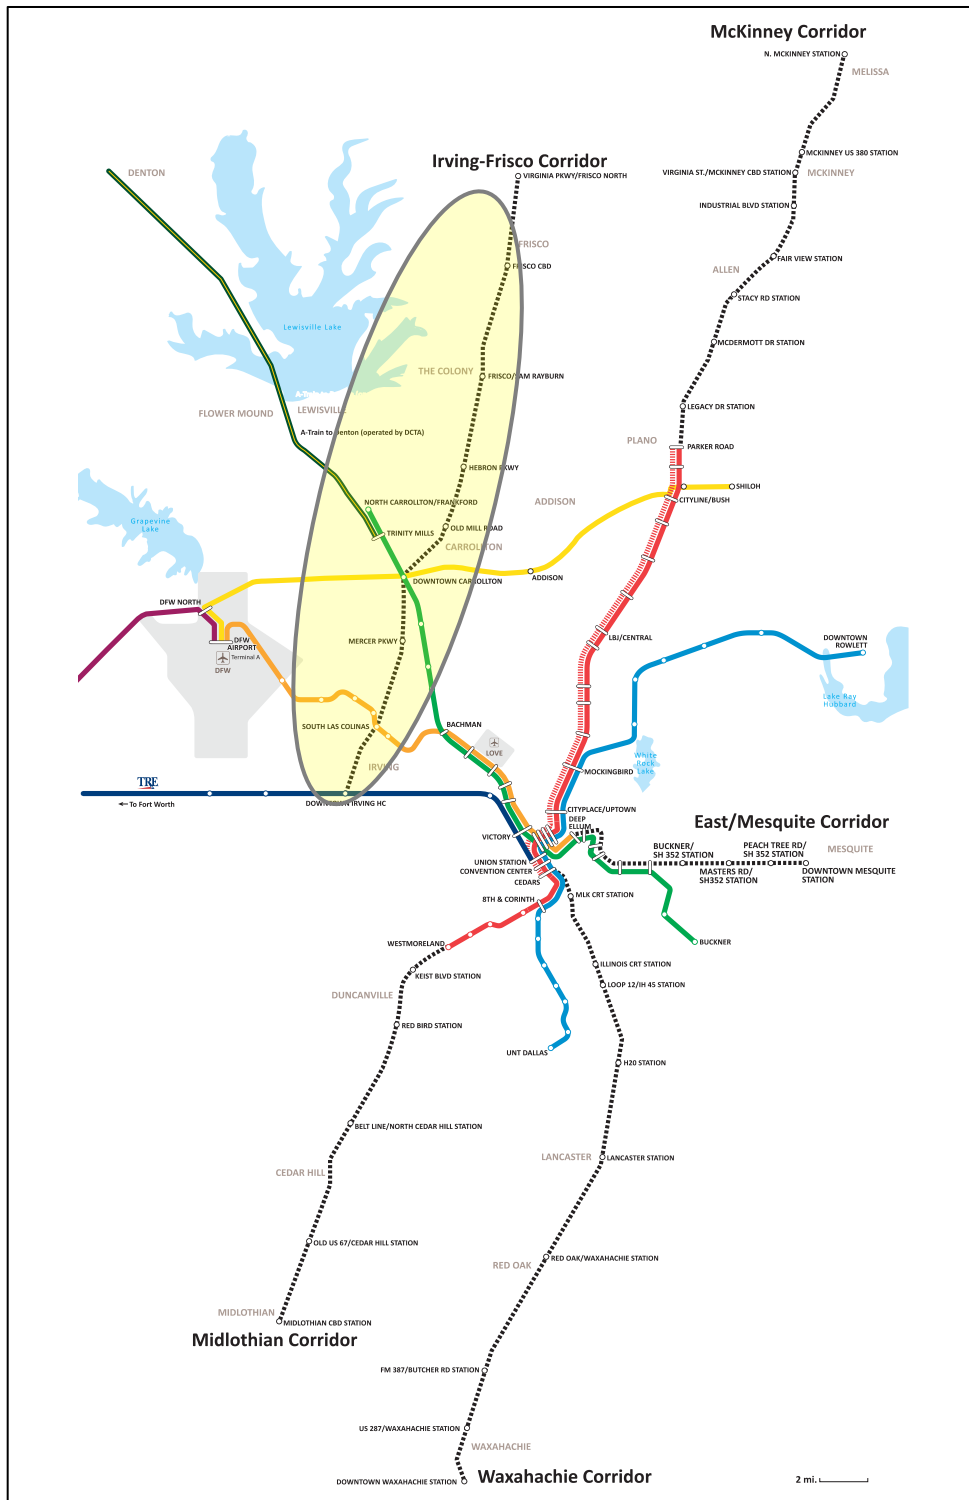 McKinney Corridor
N. MCKINNEY STATION
MELISSA
MCKINNEY US 380 STATION
VIRGINIA ST./MCKINNEY CBD STATION
MCKINNEY
INDUSTRIAL BLVD STATION
FAIR VIEW STATION
ALLEN
STACY RD STATION
MCDERMOTT DR STATION
LEGACY DR STATION
PLANO
PARKER ROAD
SHILOH
CITYLINE/BUSH
Irving-Frisco Corridor
VIRGINIA PKWY/FRISCO NORTH
DENTON
FRISCO
FRISCO CBD
Lewisville Lake
THE COLONY
FRISCO/SAM RAYBURN
FLOWER MOUND
LEWISVILLE
A-Train to Denton (operated by DCTA)
HEBRON PKWY
NORTH CARROLLTON/FRANKFORD
OLD MILL ROAD
TRINITY MILLS
CARROLLTON
ADDISON
Grapevine
Lake
DOWNTOWN CARROLLTON
ADDISON
DFW NORTH
DFW
AIRPORT
Terminal A
DFW
MERCER PKWY
LBJ/CENTRAL
DOWNTOWN
ROWLETT
Lake Ray
Hubbard
SOUTH LAS COLINAS
BACHMAN
LOVE
White
Rock
Lake
IRVING
MOCKINGBIRD
TRE
To Fort Worth
DOWNTOWN IRVING HC
CITYPLACE/UPTOWN
DEEP
ELLUM
VICTORY
East/Mesquite Corridor
BUCKNER/
SH 352 STATION
PEACH TREE RD/
SH 352 STATION
MESQUITE
MASTERS RD/
SH352 STATION
DOWNTOWN MESQUITE
STATION
UNION STATION
CONVENTION CENTER
CEDARS
8TH & CORINTH
MLK CRT STATION
BUCKNER
WESTMORELAND
KEIST BLVD STATION
ILLINOIS CRT STATION
LOOP 12/IH 45 STATION
DUNCANVILLE
RED BIRD STATION
UNT DALLAS
H20 STATION
BELT LINE/NORTH CEDAR HILL STATION
CEDAR HILL
LANCASTER
LANCASTER STATION
OLD US 67/CEDAR HILL STATION
RED OAK/WAXAHACHIE STATION
RED OAK
MIDLOTHIAN
MIDLOTHIAN CBD STATION
Midlothian Corridor
FM 387/BUTCHER RD STATION
US 287/WAXAHACHIE STATION
WAXAHACHIE
DOWNTOWN WAXAHACHIE STATION
Waxahachie Corridor
2 mi.